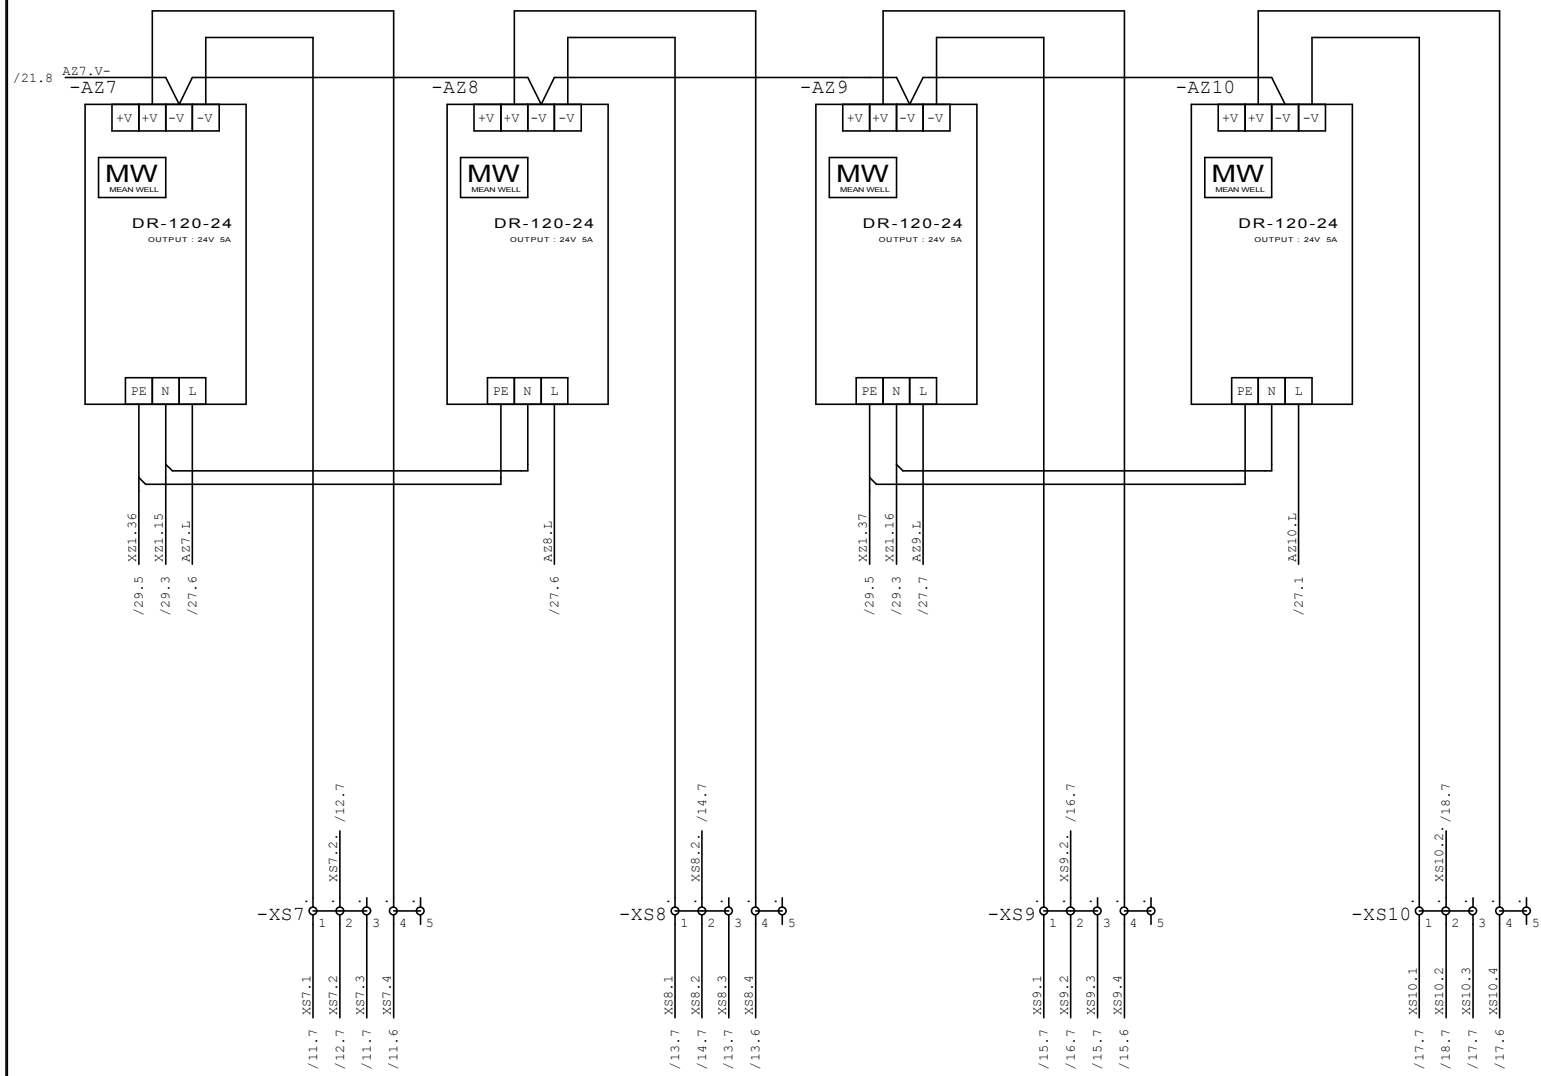 /21.8 AZ7.V-
-AZ7 -AZ8 -AZ9 -AZ10
+V +V -V -V +V +V -V -V +V +V -V -V +V +V -V -V
MW MW MW MW
MEAN WELL MEAN WELL MEAN WELL MEAN WELL
DR-120-24 DR-120-24 DR-120-24 DR-120-24
OUTPUT : 24V 5A OUTPUT : 24V 5A OUTPUT : 24V 5A OUTPUT : 24V 5A
PE N L PE N L PE N L PE N L
XZ1.36 XZ1.15 AZ7.L AZ8.L XZ1.37 XZ1.16 AZ9.L AZ10.L
/29.5 /29.3 /27.6 /27.6 /29.5 /29.3 /27.7 /27.1
/12.7 /14.7 /16.7 /18.7
XS7.2. XS8.2. XS9.2. XS10.2.
-XS7 1 2 3 4 5 -XS8 1 2 3 4 5 -XS9 1 2 3 4 5 -XS10 1 2 3 4 5
XS7.1 XS7.2 XS7.3 XS7.4 XS8.1 XS8.2 XS8.3 XS8.4 XS9.1 XS9.2 XS9.3 XS9.4 XS10.1 XS10.2 XS10.3 XS10.4
/11.7 /12.7 /11.7 /11.6 /13.7 /14.7 /13.7 /13.6 /15.7 /16.7 /15.7 /15.6 /17.7 /18.7 /17.7 /17.6